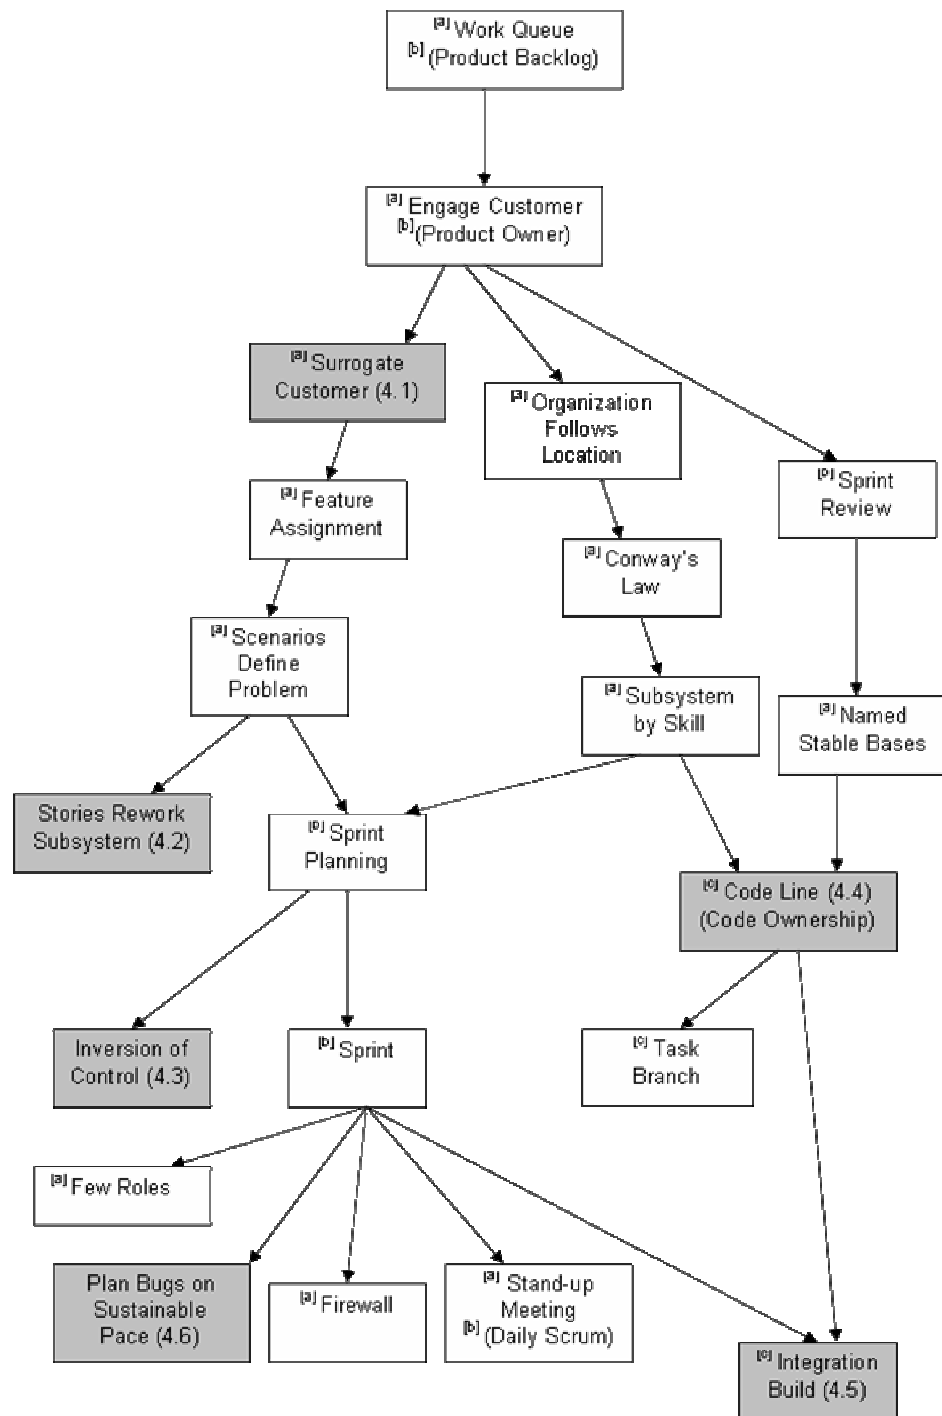 [a] Work Queue
[b] (Product Backlog)
[a] Engage Customer
[b] (Product Owner)
[a] Surrogate
Customer (4.1)
[a] Organization
Follows
Location
[b] Sprint
Review
[a] Feature
Assignment
[a] Conway's
Law
[a] Scenarios
Define
Problem
[a] Subsystem
by Skill
[a] Named
Stable Bases
Stories Rework
Subsystem (4.2)
[b] Sprint
Planning
[c] Code Line (4.4)
(Code Ownership)
Inversion of
Control (4.3)
[b] Sprint
[c] Task
Branch
[a] Few Roles
Plan Bugs on
Sustainable
Pace (4.6)
[a] Firewall
[a] Stand-up
Meeting
[b] (Daily Scrum)
[c] Integration
Build (4.5)